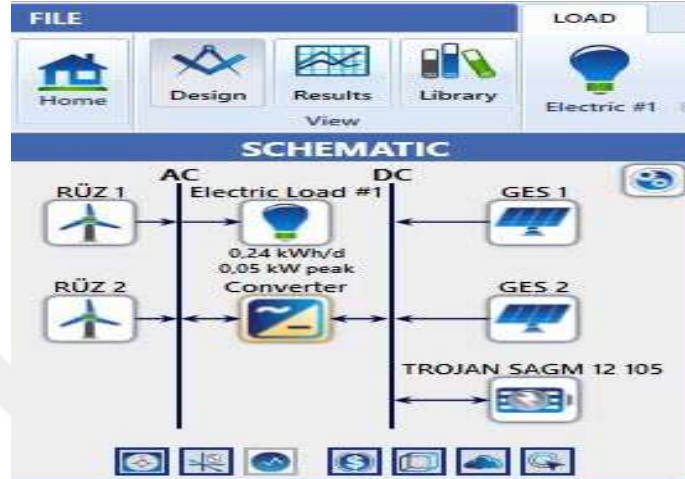 FILE
LOAD
Home
Design
Results
Library
View
Electric #1
SCHEMATIC
AC
DC
RÜZ 1
Electric Load #1
GES 1
0,24 kWh/d
0,05 kW peak
RÜZ 2
Converter
GES 2
TROJAN SAGM 12 105